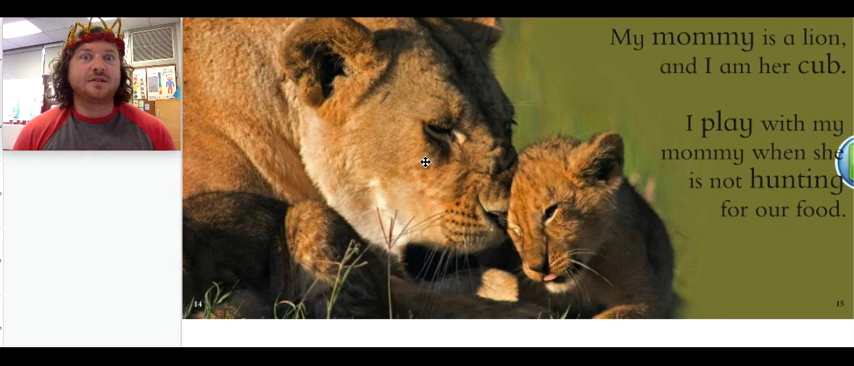 My mommy is a lion,
and I am her cub.
I play with my
mommy when she
is not hunting
for our food.
14
15